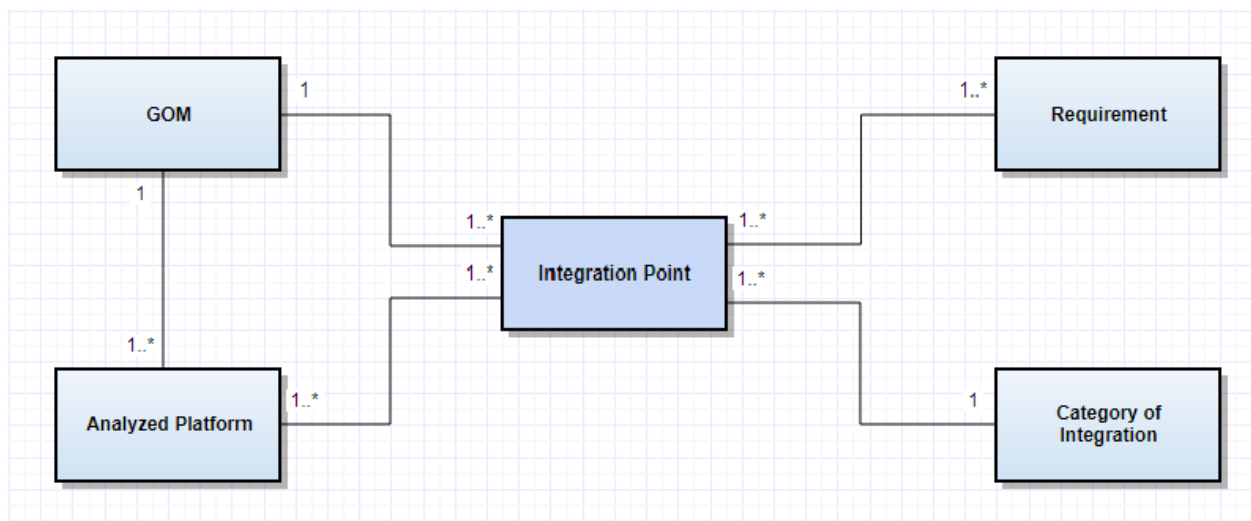 GOM
1
1..*
Requirement
1
1..*
1..*
Integration Point
1..*
1..*
1..*
Analyzed Platform
1..*
1
Category of
Integration